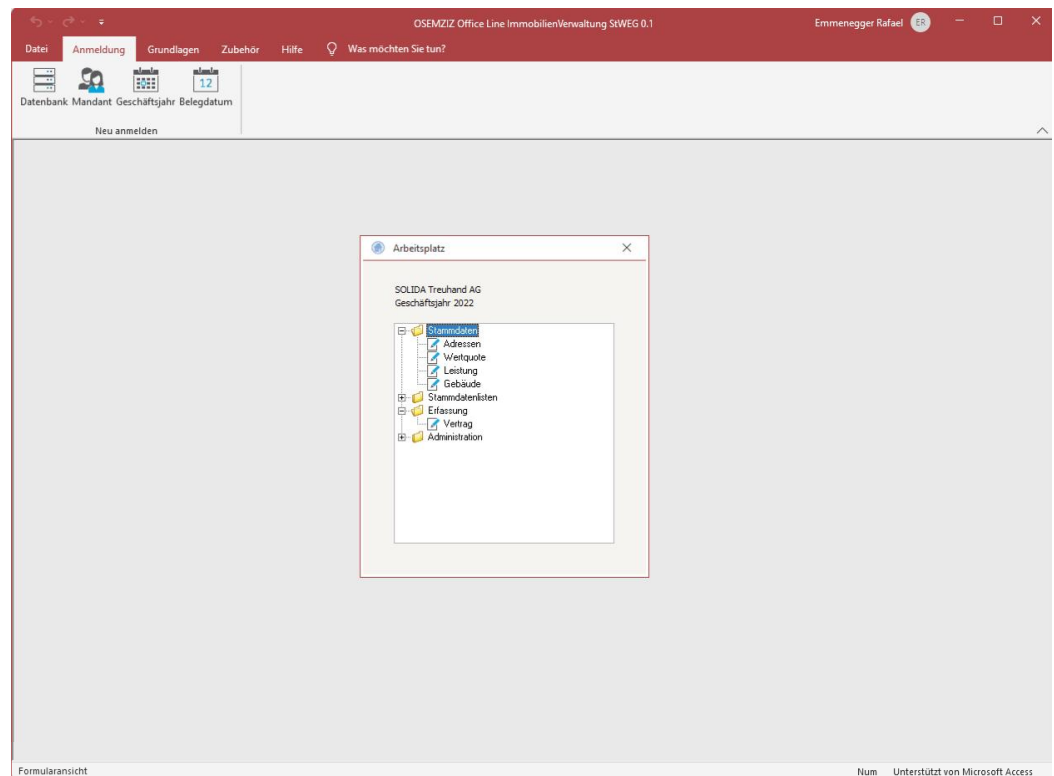 OSEMZIZ Office Line ImmobilienVerwaltung StWEG 0.1
Emmenegger Rafael ER
Datei Anmeldung Grundlagen Zubehör Hilfe Was möchten Sie tun?
12
Datenbank Mandant Geschäftsjahr Belegdatum
Neu anmelden
Arbeitsplatz
SOLIDA Treuhand AG
Geschäftsjahr 2022
Stammdaten
Adressen
Wertquote
Leistung
Gebäude
Stammdatenlisten
Erfassung
Vertrag
Administration
Formularansicht Num Unterstützt von Microsoft Access